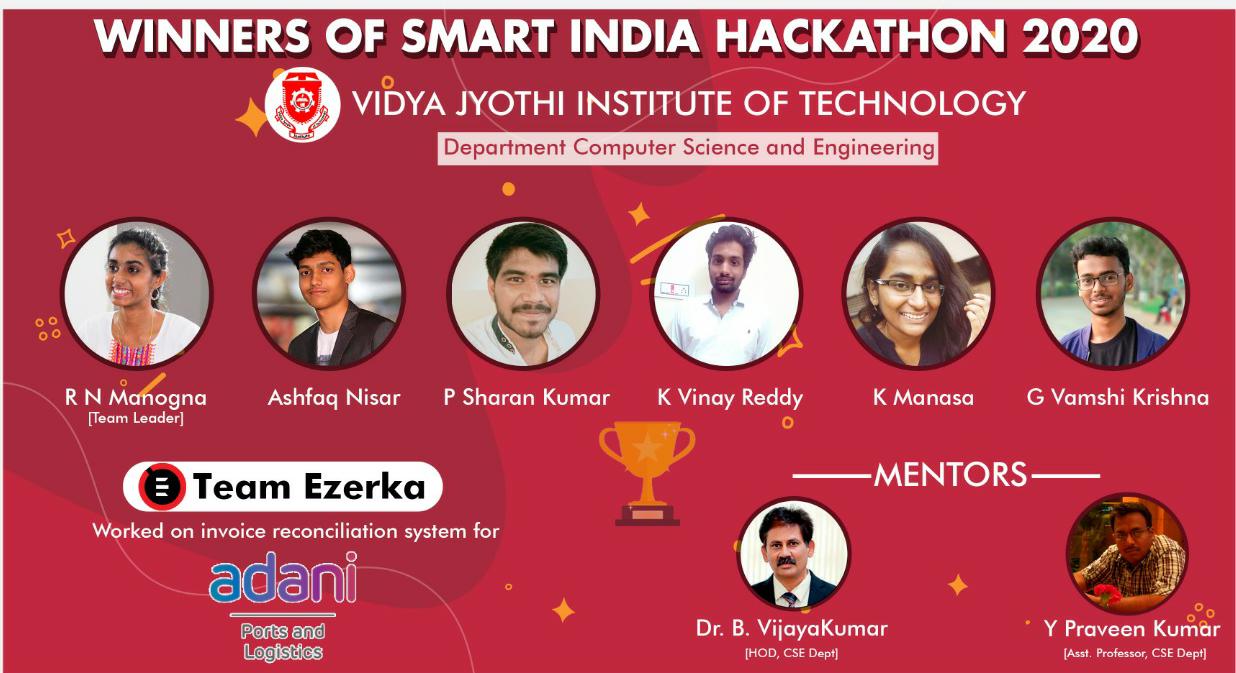 WINNERS OF SMART INDIA HACKATHON 2020
VIDYA JYOTHI INSTITUTE OF TECHNOLOGY
Department Computer Science and Engineering
R N Manogna
[Team Leader]
Ashfaq Nisar
P Sharan Kumar
K Vinay Reddy
K Manasa
G Vamshi Krishna
Team Ezerka
Worked on invoice reconciliation system for
adani
Ports and
Logistics
MENTORS
Dr. B. VijayaKumar
[HOD, CSE Dept]
Y Praveen Kumar
[Asst. Professor, CSE Dept]